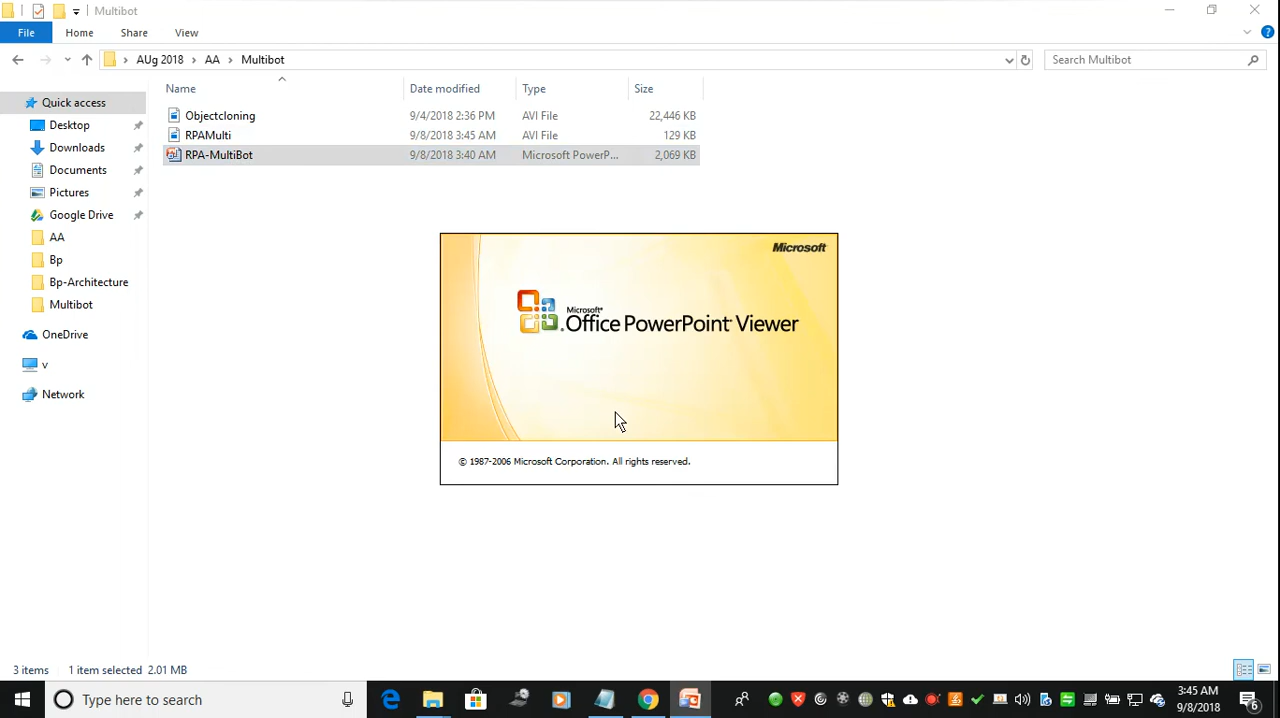 Multibot
File Home Share View
AUg 2018 AA Multibot Search Multibot
Name Date modified Type Size
Quick access
Desktop
Downloads
Documents
Pictures
Google Drive
AA
Bp
Bp-Architecture
Multibot
OneDrive
v
Network
Objectcloning 9/4/2018 2:36 PM AVI File 22,446 KB
RPAMulti 9/8/2018 3:45 AM AVI File 129 KB
RPA-MultiBot 9/8/2018 3:40 AM Microsoft PowerP... 2,069 KB
Microsoft
Microsoft®
Office PowerPoint Viewer
© 1987-2006 Microsoft Corporation. All rights reserved.
3 items 1 item selected 2.01 MB
Type here to search
3:45 AM
9/8/2018
6